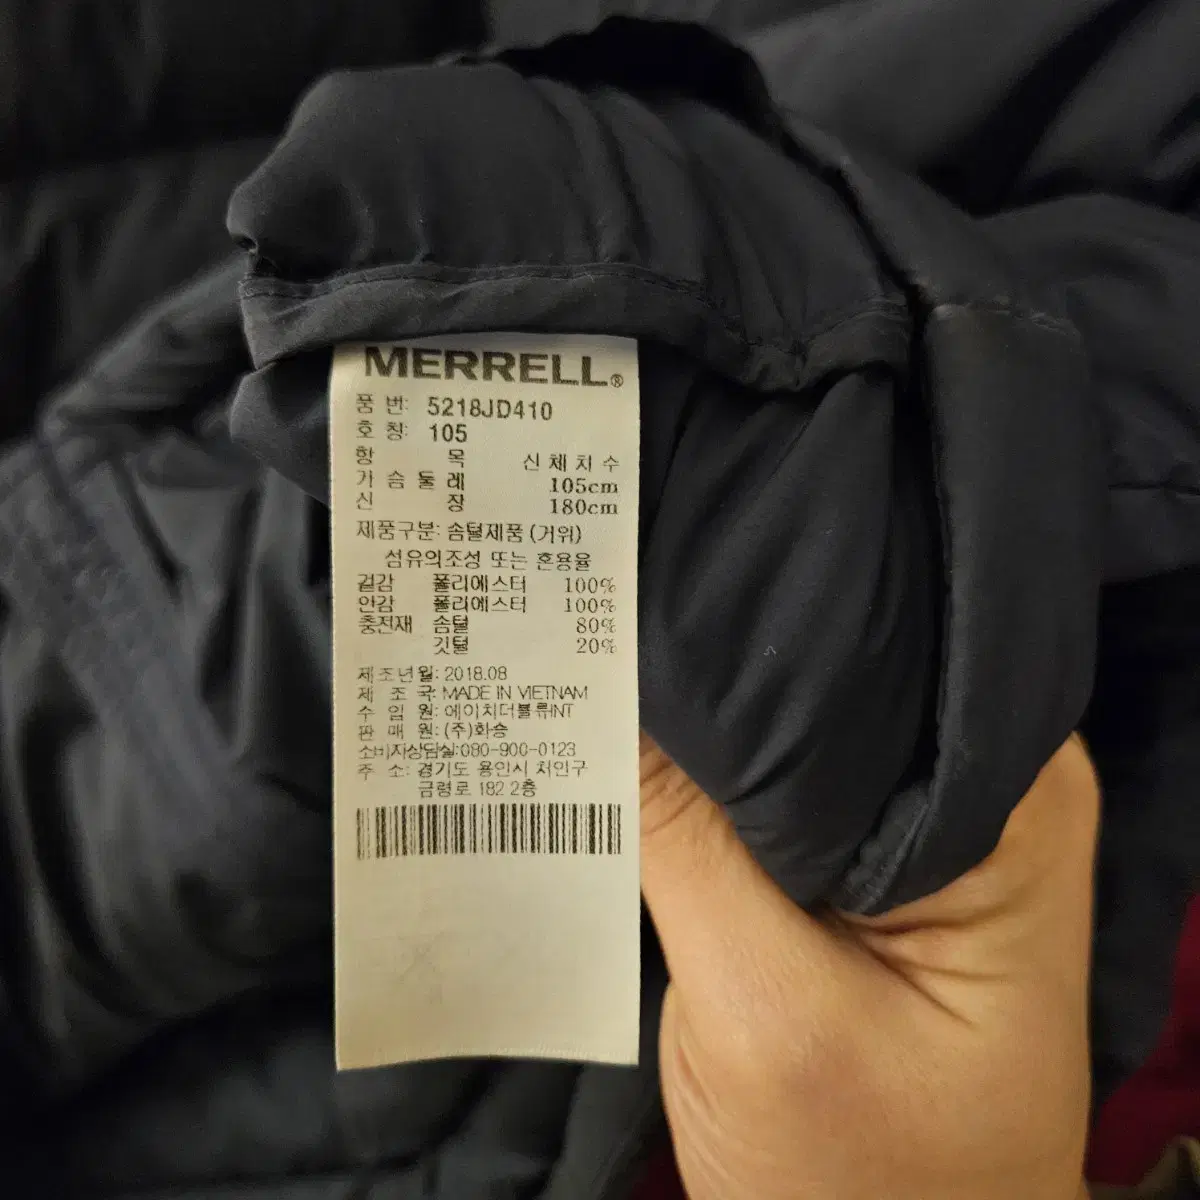 MERRELL®
품 번: 5218JD410
호 칭: 105
항 목 신체치수
가슴둘레 105cm
신 장 180cm
제품구분: 솜털제품 (거위)
섬유의조성 또는 혼용율
겉감 폴리에스터 100%
안감 폴리에스터 100%
충전재 솜털 80%
깃털 20%
제조년월: 2018.08
제 조 국: MADE IN VIETNAM
수 입 원: 에이치더블류INT
판 매 원: (주)화승
소비자상담실:080-900-0123
주 소: 경기도 용인시 처인구
금령로 182 2층